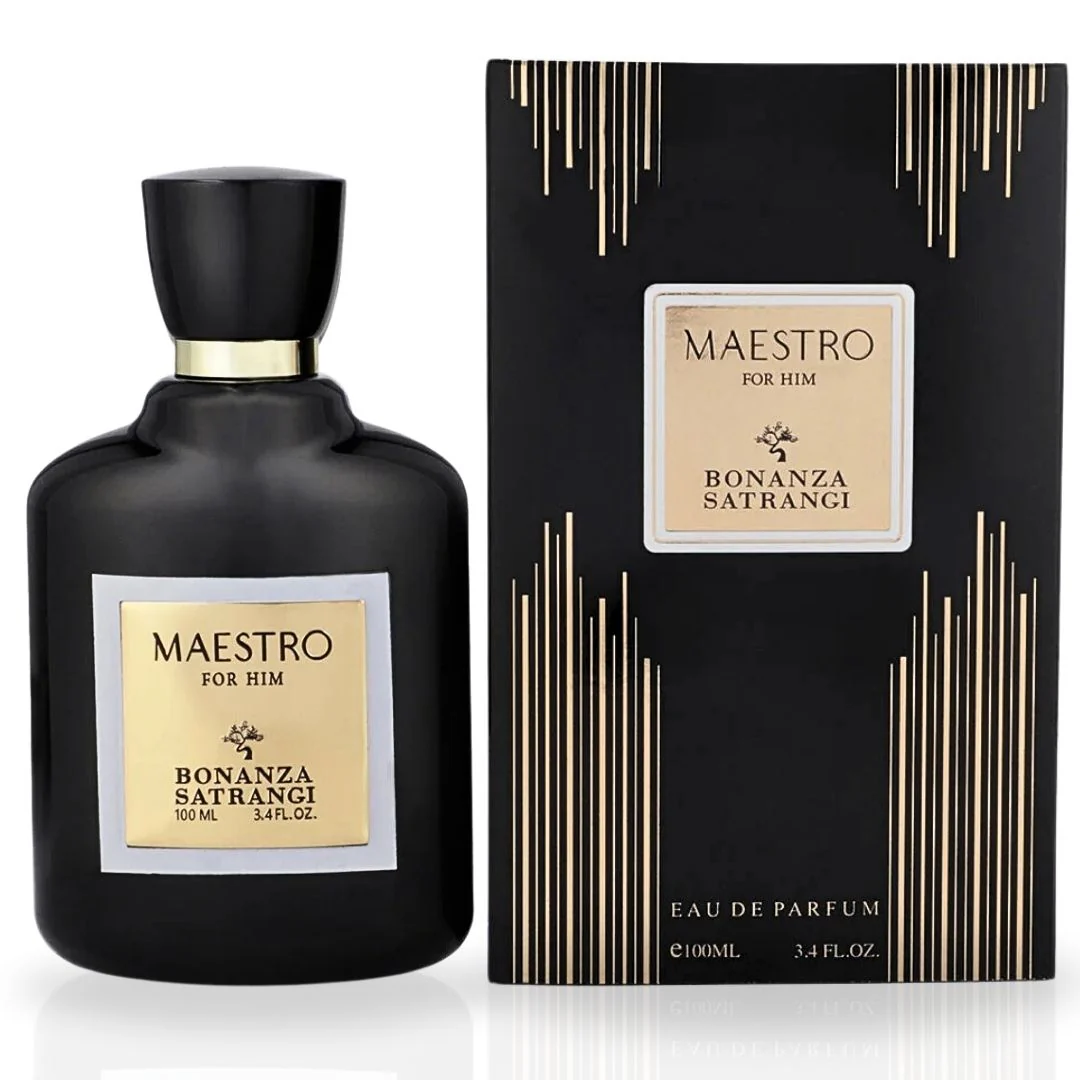 MAESTRO
FOR HIM
BONANZA
SATRANGI
100 ML 3.4 FL.OZ.
MAESTRO
FOR HIM
BONANZA
SATRANGI
EAU DE PARFUM
e100ML 3.4 FL.OZ.